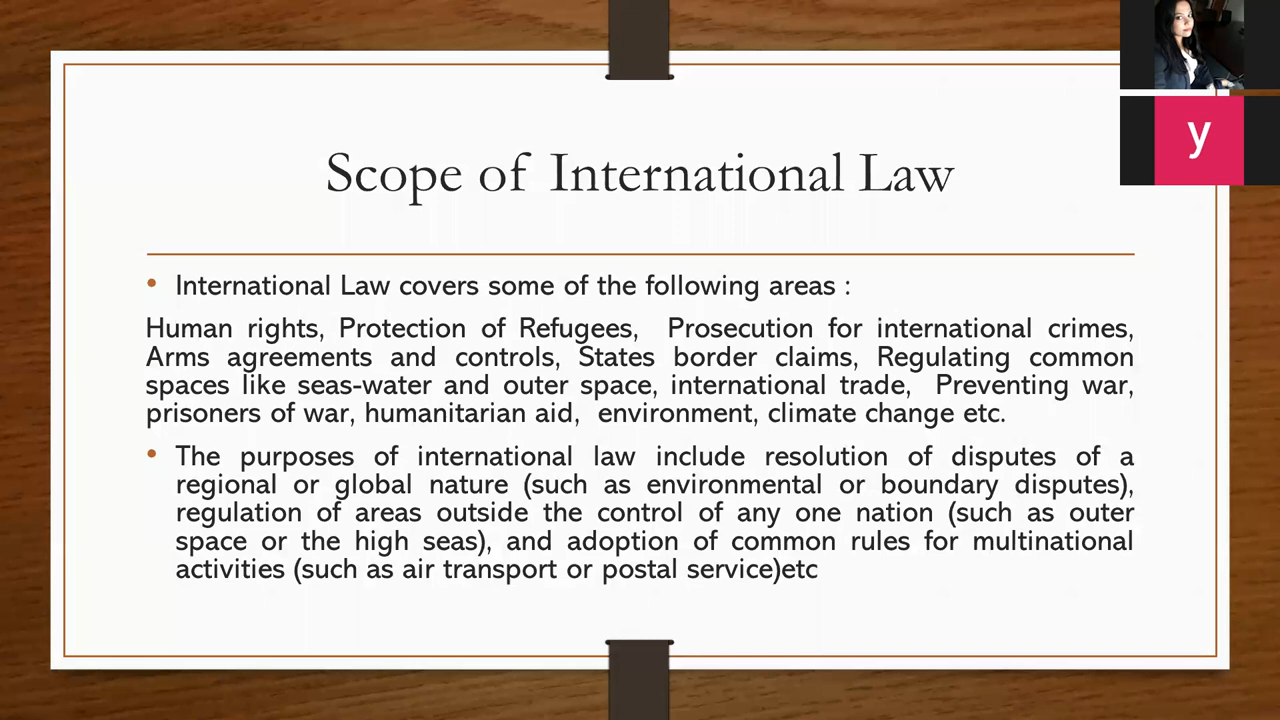 Scope of International Law
y
• International Law covers some of the following areas :
Human rights, Protection of Refugees, Prosecution for international crimes,
Arms agreements and controls, States border claims, Regulating common
spaces like seas-water and outer space, international trade, Preventing war,
prisoners of war, humanitarian aid, environment, climate change etc.
• The purposes of international law include resolution of disputes of a
regional or global nature (such as environmental or boundary disputes),
regulation of areas outside the control of any one nation (such as outer
space or the high seas), and adoption of common rules for multinational
activities (such as air transport or postal service)etc